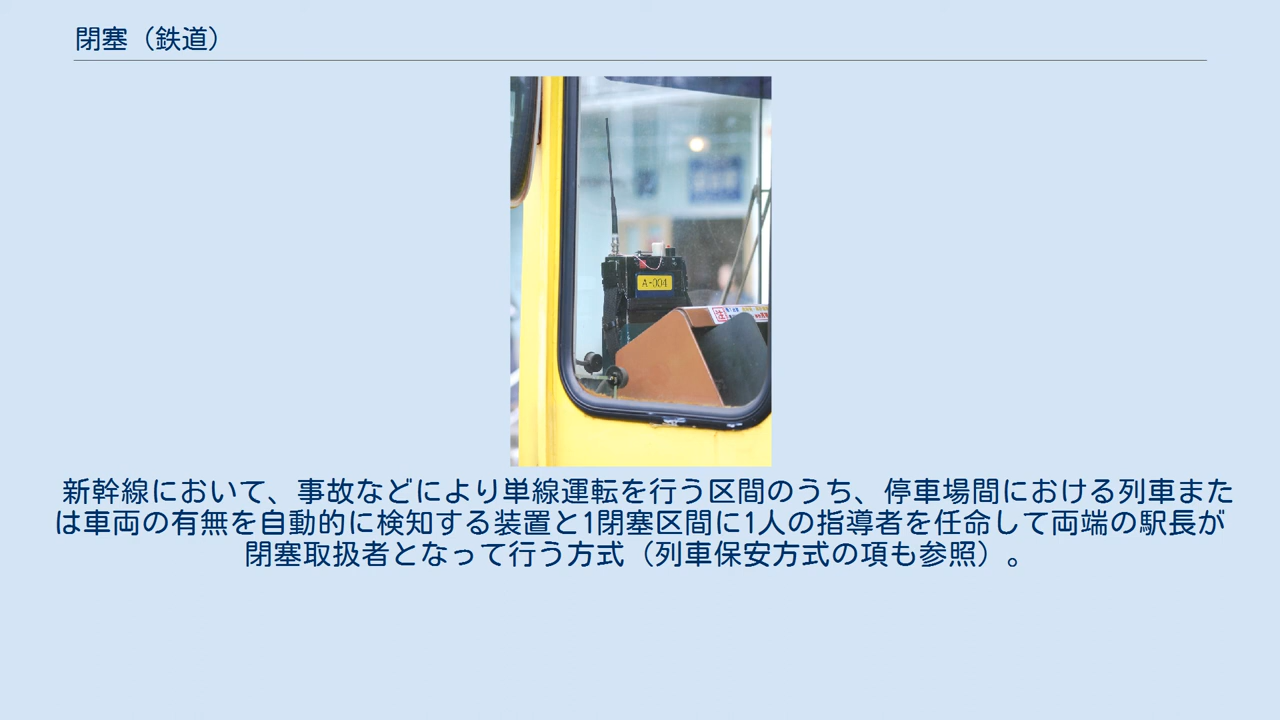 閉塞（鉄道）
A-004
注
新幹線において、事故などにより単線運転を行う区間のうち、停車場間における列車また
は車両の有無を自動的に検知する装置と1閉塞区間に1人の指導者を任命して両端の駅長が
閉塞取扱者となって行う方式（列車保安方式の項も参照）。